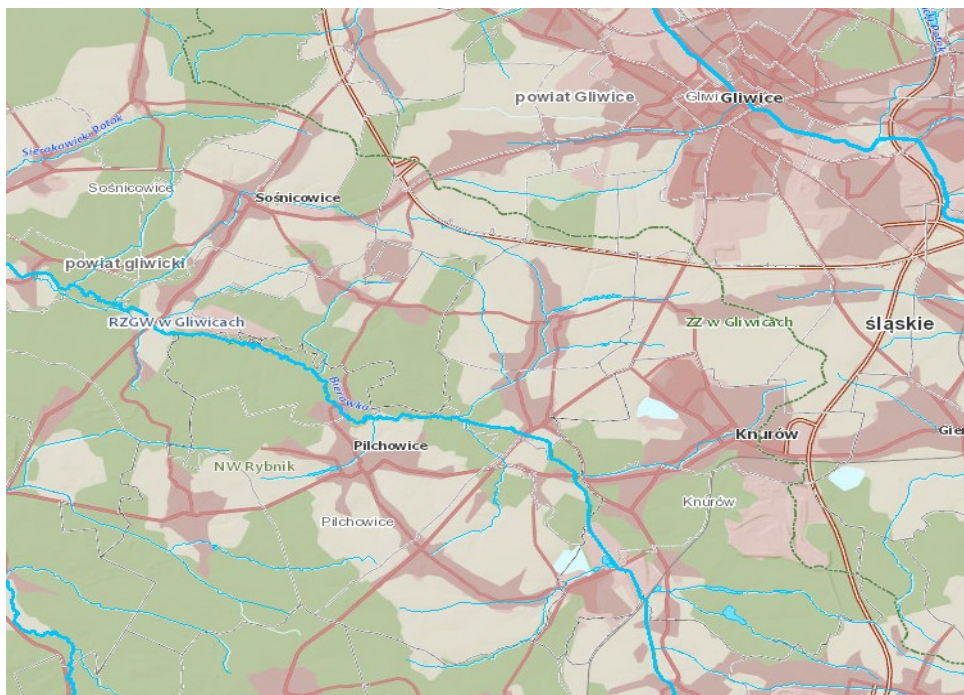 powiat Gliwice
Gliwi
Gliwice
Sierakowicki Potok
Sośnicowice
Sośnicowice
powiat gliwicki
RZGW w Gliwicach
ZZ w Gliwicach
śląskie
Bierawka
Pilchowice
Knurów
NW Rybnik
Knurów
Pilchowice